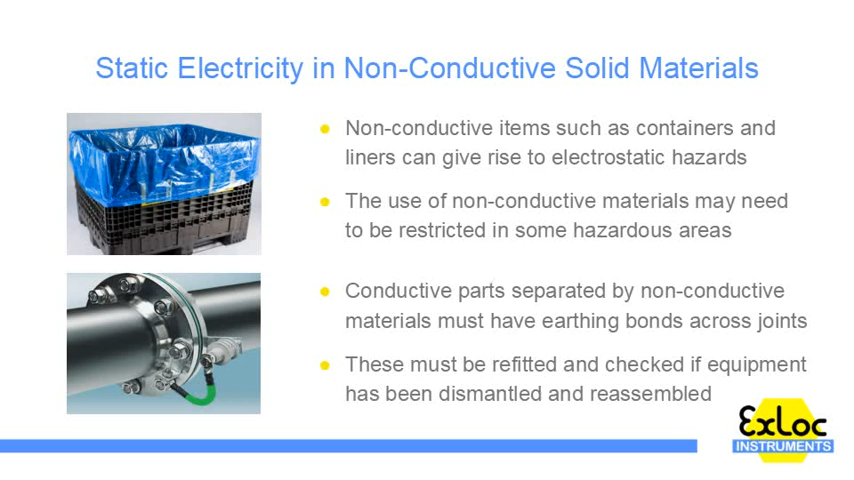 Static Electricity in Non-Conductive Solid Materials
Non-conductive items such as containers and
liners can give rise to electrostatic hazards
The use of non-conductive materials may need
to be restricted in some hazardous areas
Conductive parts separated by non-conductive
materials must have earthing bonds across joints
These must be refitted and checked if equipment
has been dismantled and reassembled
ExLoc
INSTRUMENTS